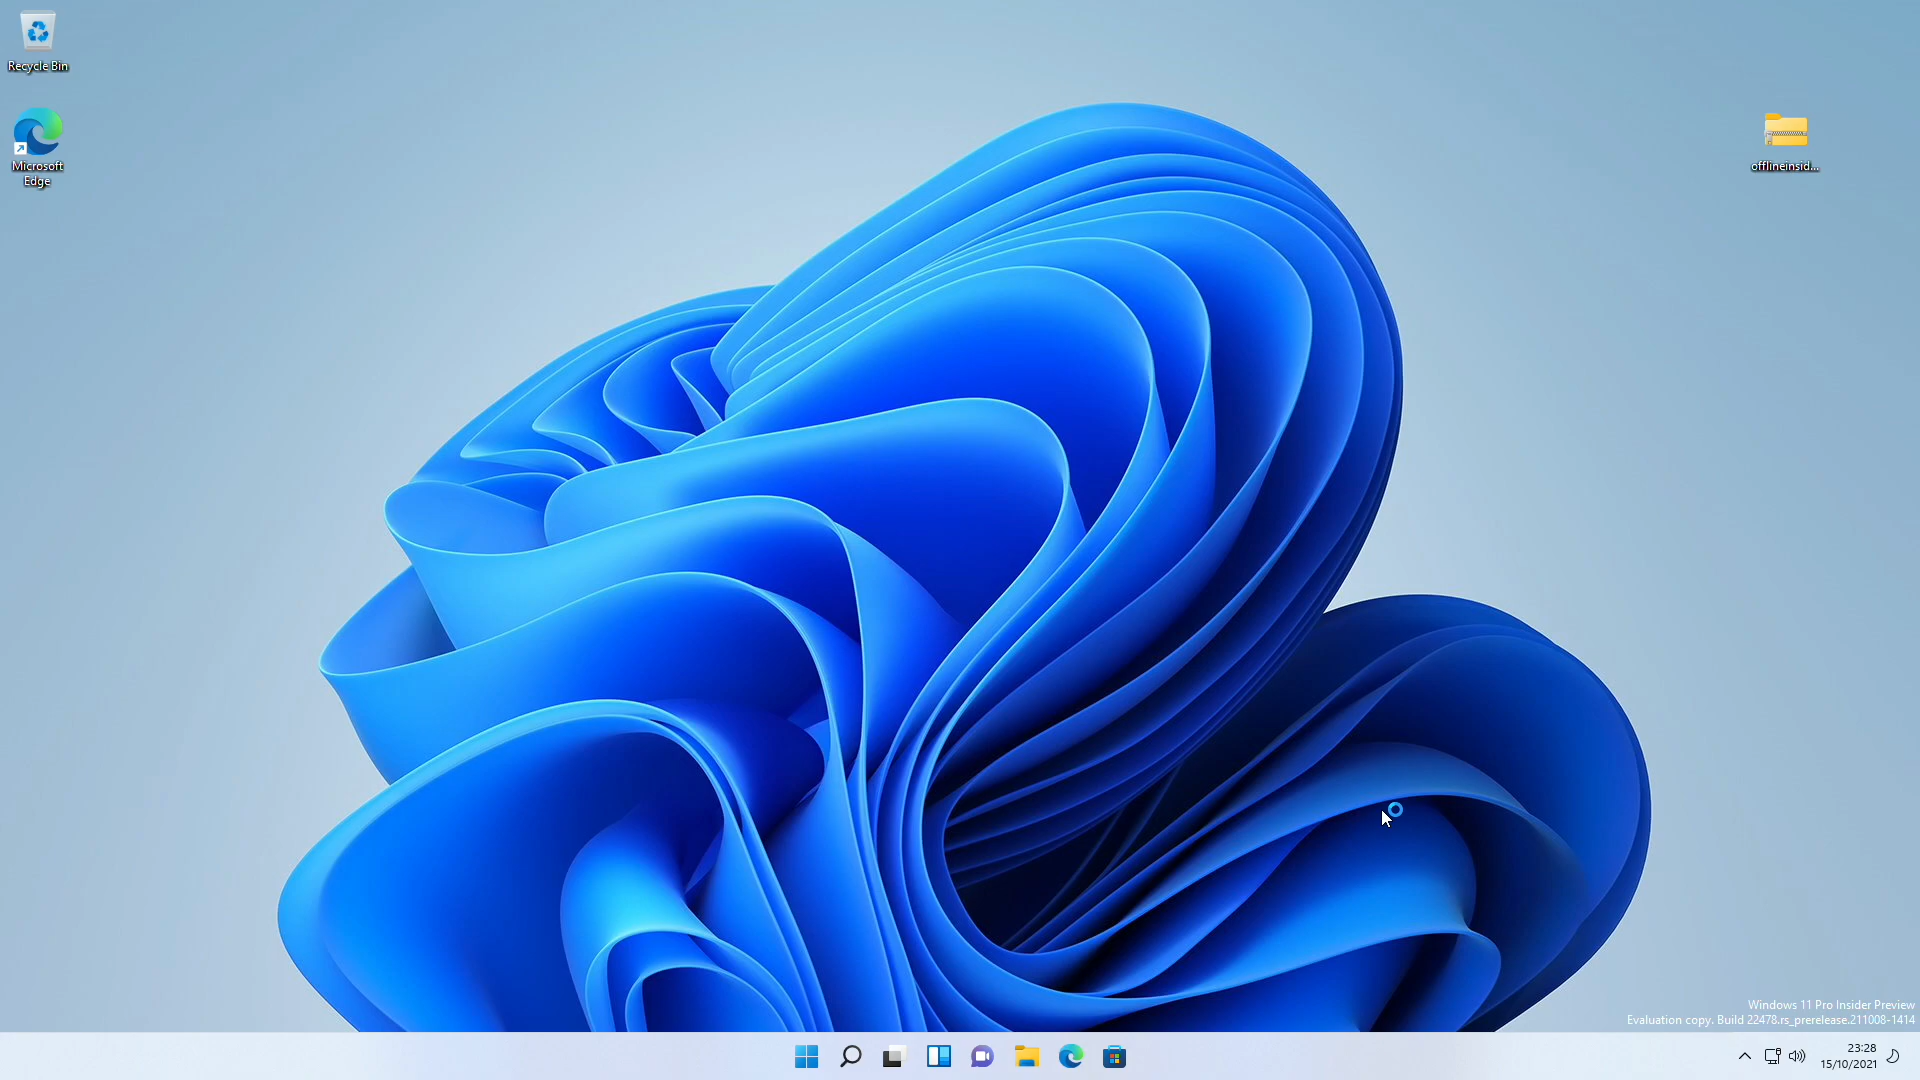 Recycle Bin
Microsoft
Edge
offlineinsid...
Windows 11 Pro Insider Preview
Evaluation copy. Build 22478.rs_prerelease.211008-1414
23:28
15/10/2021